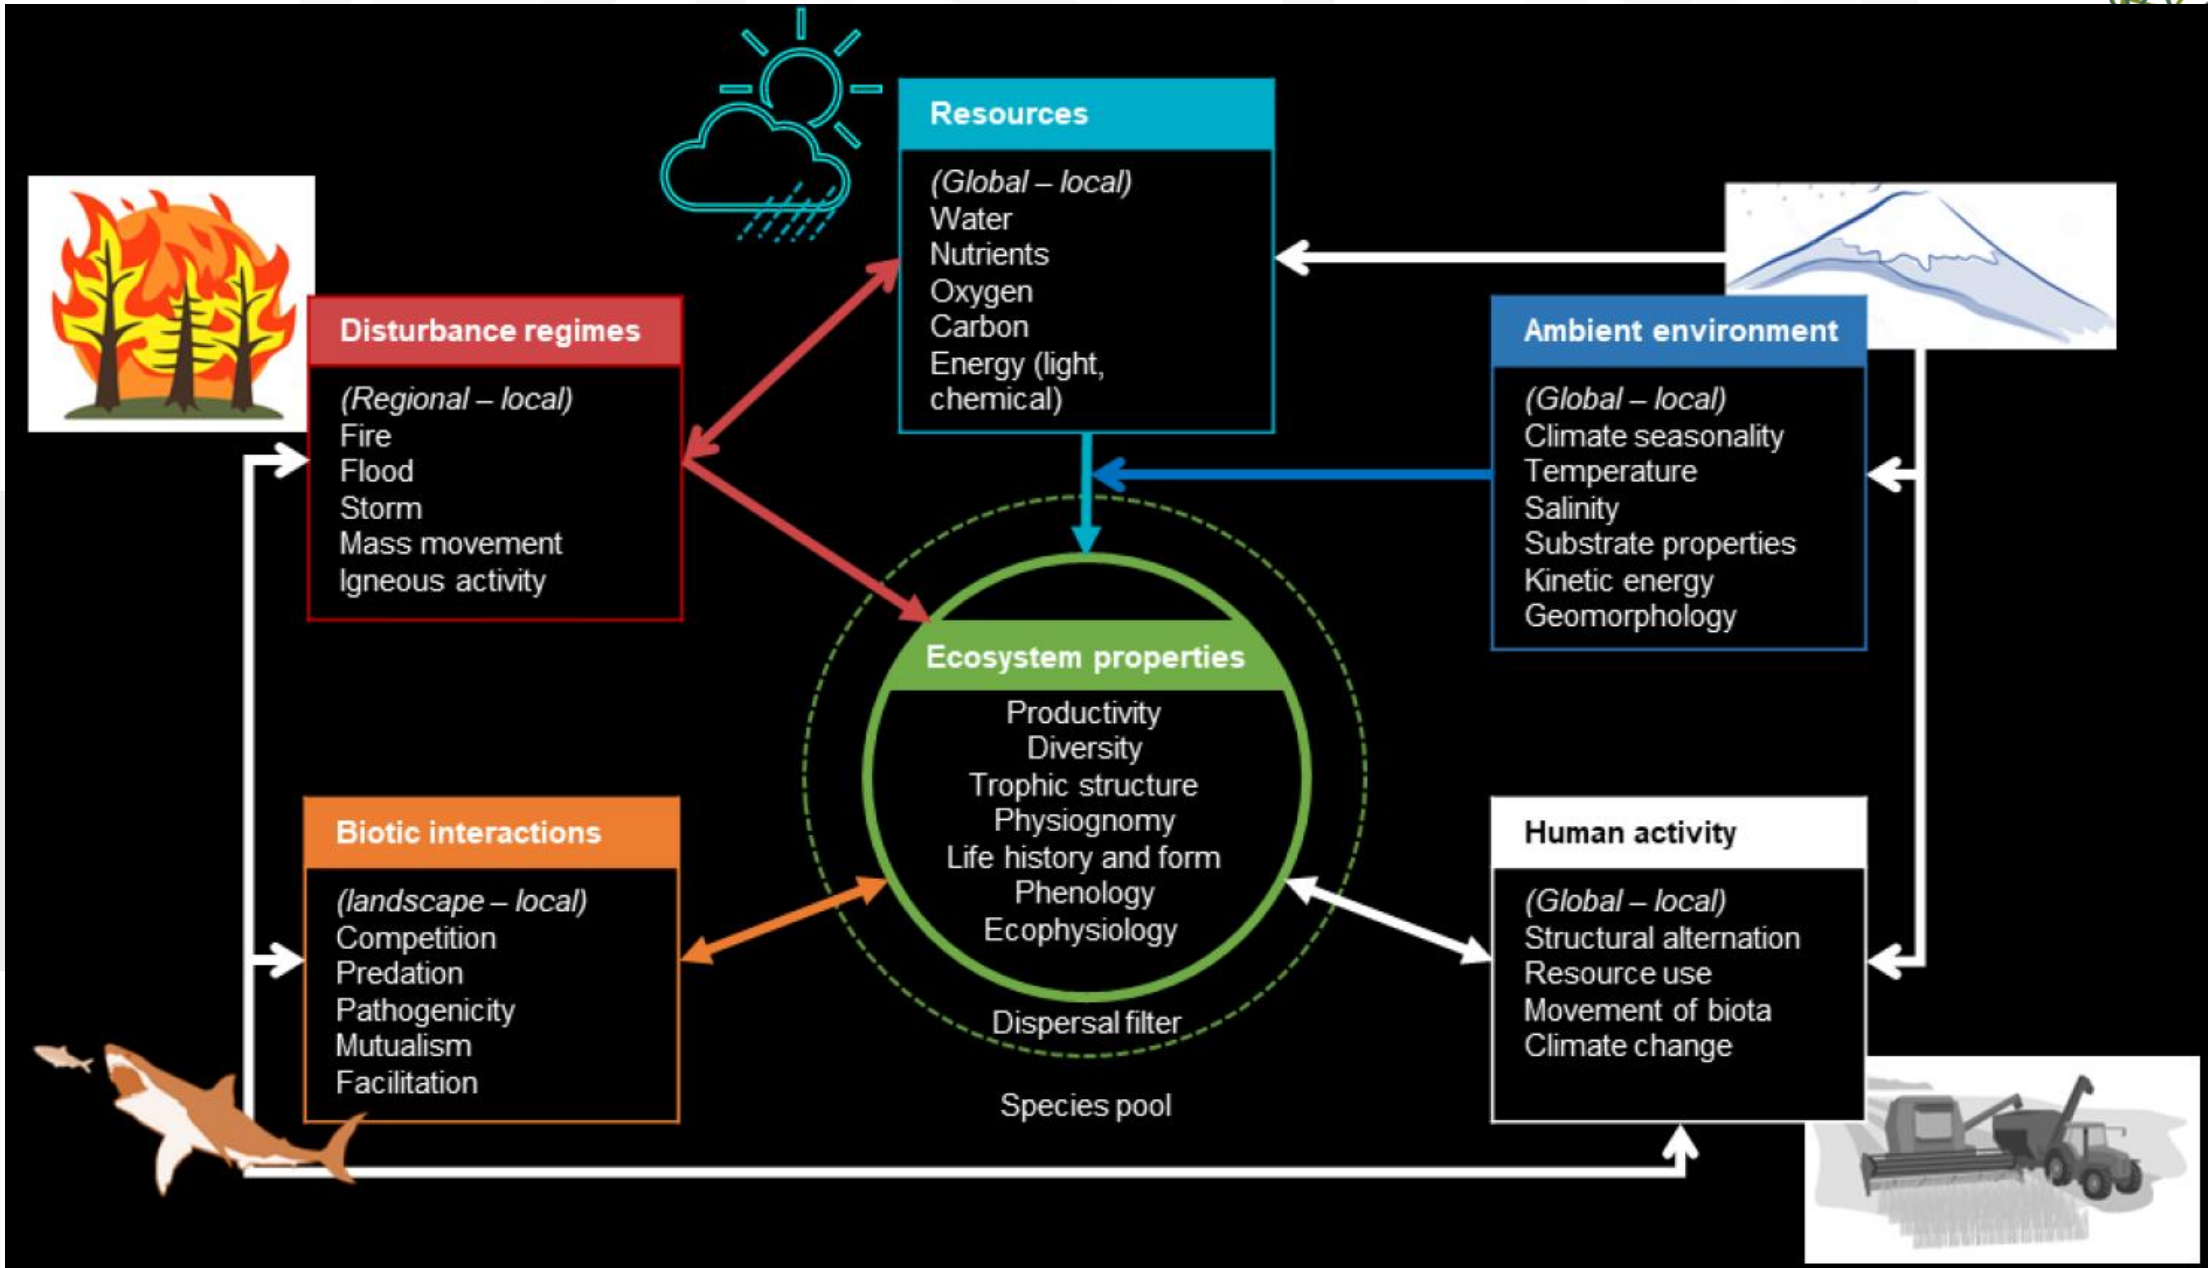 Resources
(Global – local)
Water
Nutrients
Oxygen
Carbon
Energy (light,
chemical)
Disturbance regimes
(Regional – local)
Fire
Flood
Storm
Mass movement
Igneous activity
Ambient environment
(Global – local)
Climate seasonality
Temperature
Salinity
Substrate properties
Kinetic energy
Geomorphology
Ecosystem properties
Productivity
Diversity
Trophic structure
Physiognomy
Life history and form
Phenology
Ecophysiology
Dispersal filter
Species pool
Biotic interactions
(landscape – local)
Competition
Predation
Pathogenicity
Mutualism
Facilitation
Human activity
(Global – local)
Structural alternation
Resource use
Movement of biota
Climate change